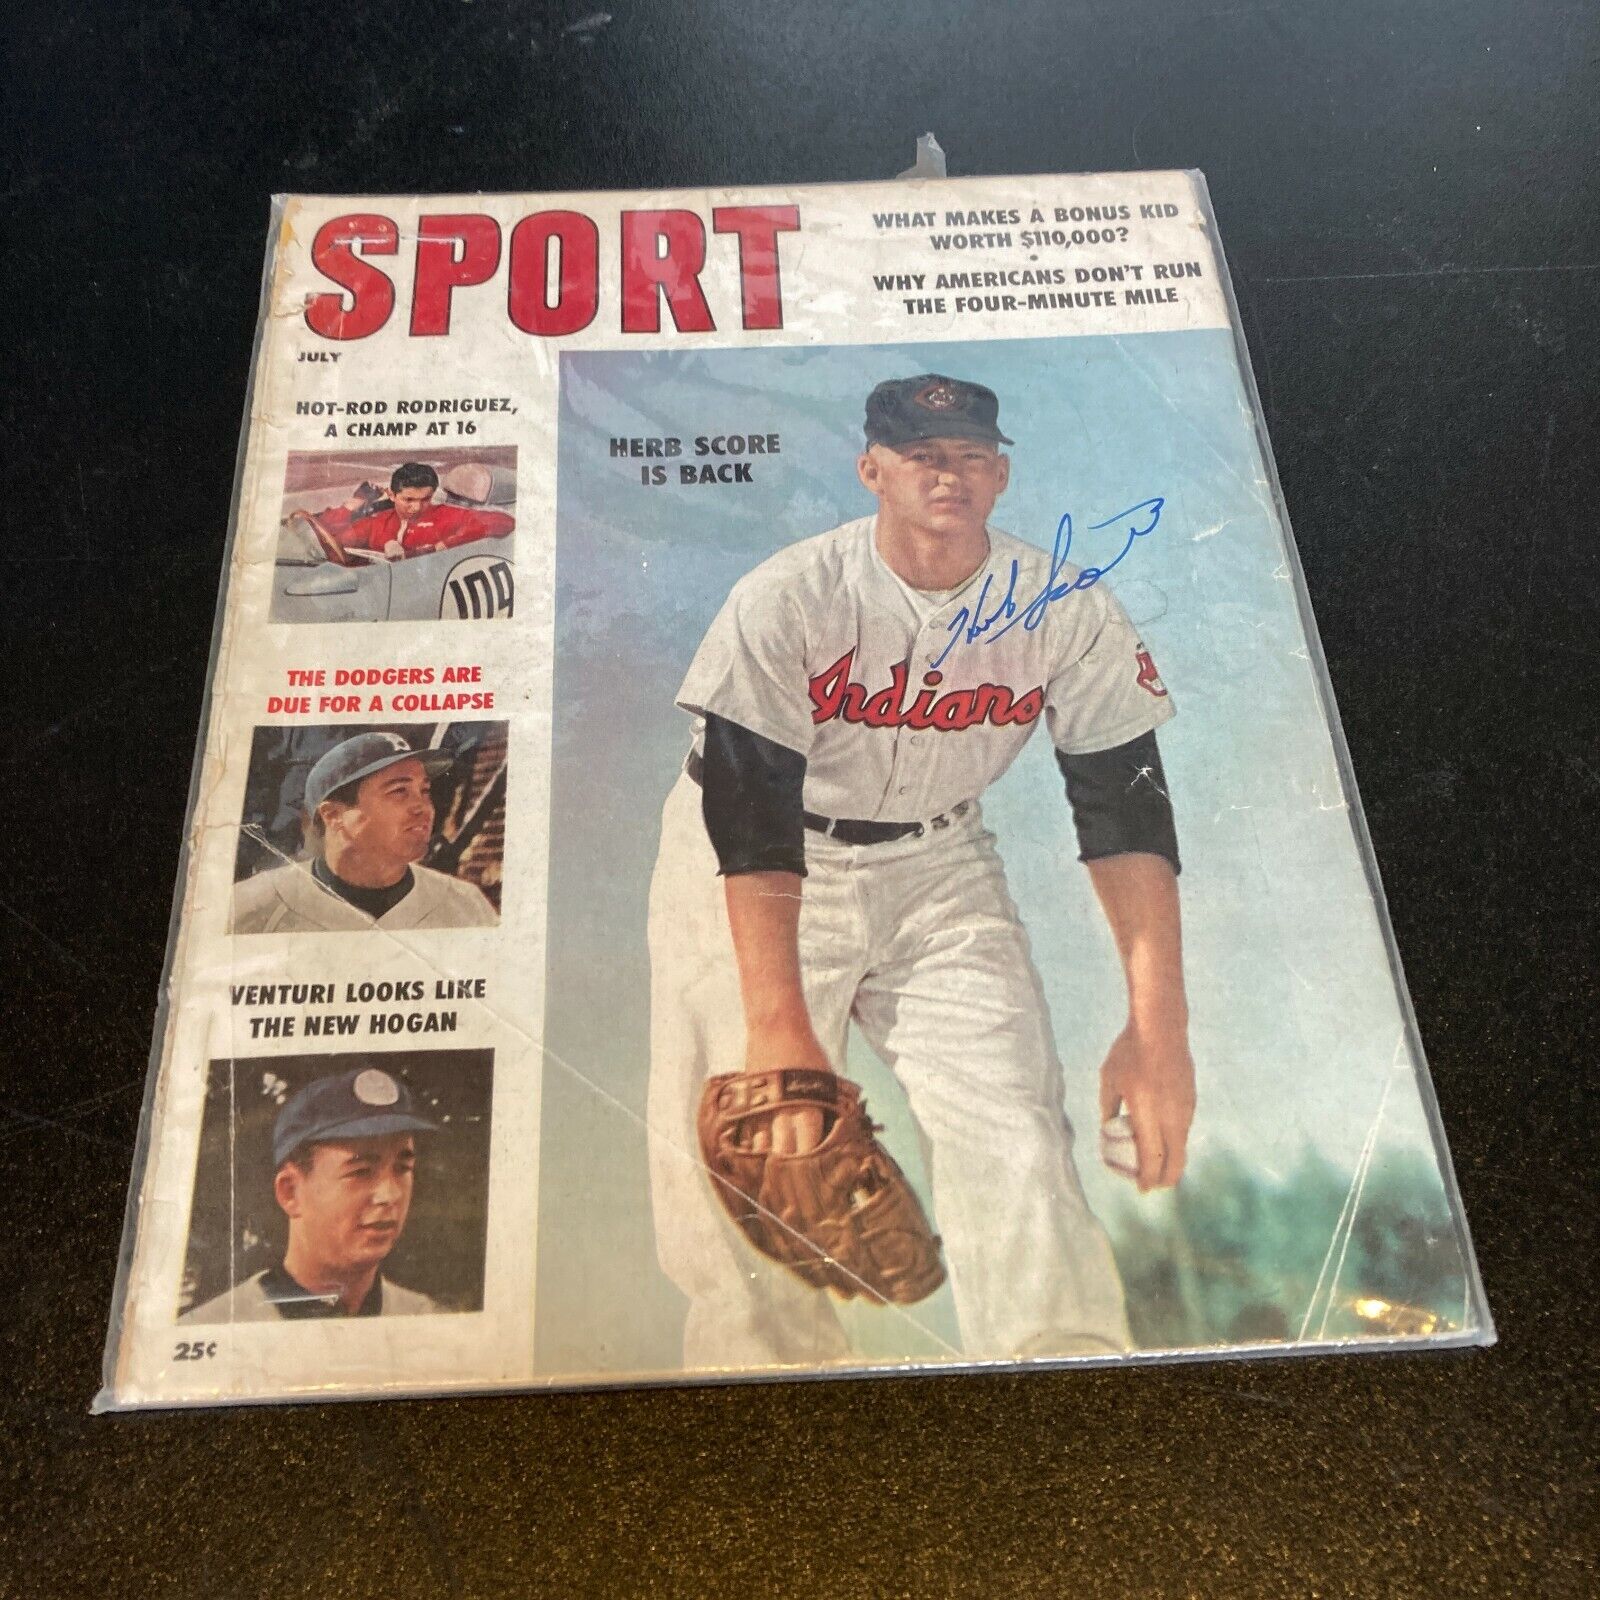 SPORT
WHAT MAKES A BONUS KID
WORTH $110,000?
•
WHY AMERICANS DON'T RUN
THE FOUR-MINUTE MILE
JULY
HOT-ROD RODRIGUEZ,
A CHAMP AT 16
109
THE DODGERS ARE
DUE FOR A COLLAPSE
VENTURI LOOKS LIKE
THE NEW HOGAN
25¢
HERB SCORE
IS BACK
Herb Score
Indians